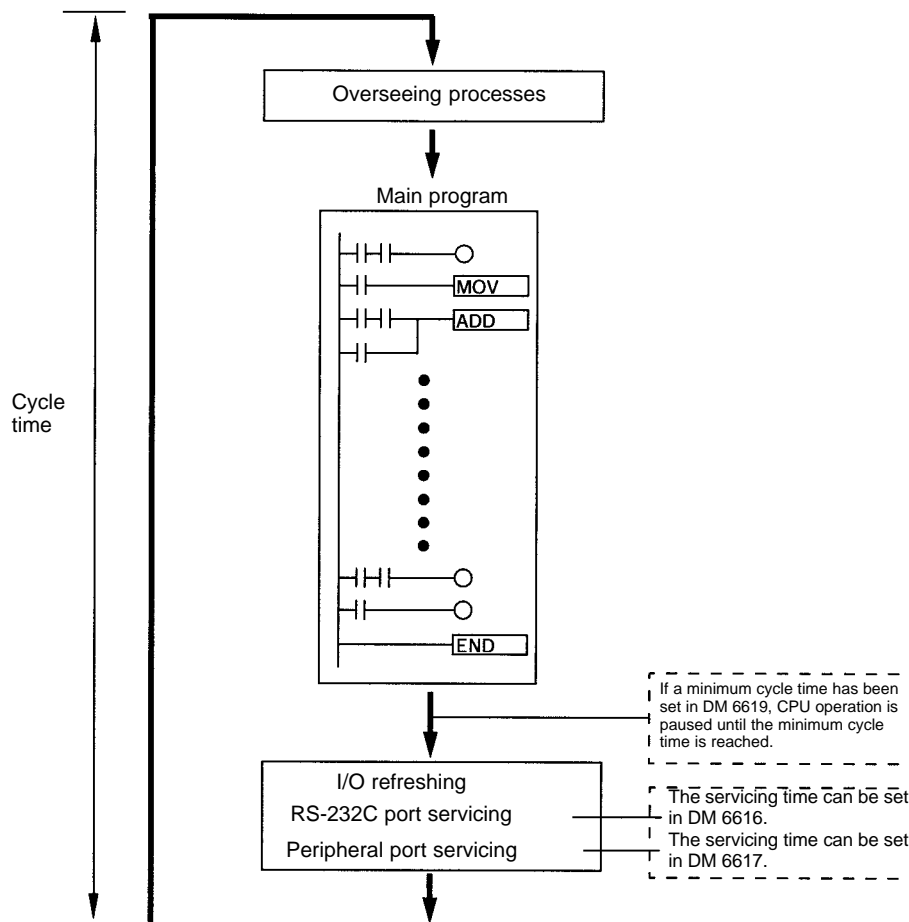 Overseeing processes
Main program
MOV
ADD
Cycle
time
END
If a minimum cycle time has been
set in DM 6619, CPU operation is
paused until the minimum cycle
time is reached.
I/O refreshing
RS-232C port servicing
Peripheral port servicing
The servicing time can be set
in DM 6616.
The servicing time can be set
in DM 6617.